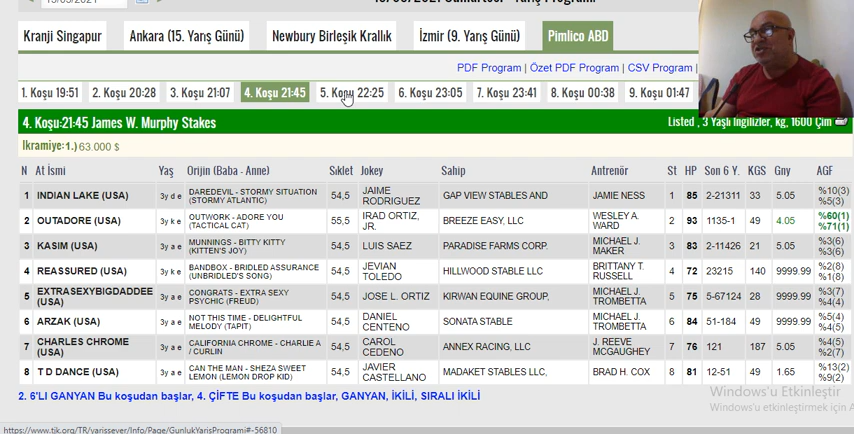 Kranji Singapur Ankara (15. Yarış Günü) Newbury Birleşik Krallık İzmir (9. Yarış Günü) Pimlico ABD
PDF Program | Özet PDF Programı | CSV Program |
1. Koşu 19:51 2. Koşu 20:28 3. Koşu 21:07 4. Koşu 21:45 5. Koşu 22:25 6. Koşu 23:05 7. Koşu 23:41 8. Koşu 00:38 9. Koşu 01:47
4. Koşu:21:45 James W. Murphy Stakes Listed , 3 Yaşlı İngilizler, kg, 1600 Çim
Ikramiye:1.) 63.000 $
N At İsmi Yaş Orijin (Baba - Anne) Sıklet Jokey Sahip Antrenör St HP Son 6 Y. KGS Gny AGF
1 INDIAN LAKE (USA) 3y d e DAREDEVIL - STORMY SITUATION (STORMY ATLANTIC) 54,5 JAIME RODRIGUEZ GAP VIEW STABLES AND JAMIE NESS 1 85 2-21311 33 5.05 %10(3) %5(3)
2 OUTADORE (USA) 3y k e OUTWORK - ADORE YOU (TACTICAL CAT) 55,5 IRAD ORTIZ, JR. BREEZE EASY, LLC WESLEY A. WARD 2 93 1135-1 49 4.05 %60(1) %71(1)
3 KASIM (USA) 3y a e MUNNINGS - BITTY KITTY (KITTEN'S JOY) 54,5 LUIS SAEZ PARADISE FARMS CORP. MICHAEL J. MAKER 3 83 2-11426 21 5.05 %3(6) %3(6)
4 REASSURED (USA) 3y k e BANDBOX - BRIDLED ASSURANCE (UNBRIDLED'S SONG) 54,5 JEVIAN TOLEDO HILLWOOD STABLE LLC BRITTANY T. RUSSELL 4 72 23215 140 9999.99 %2(8) %1(8)
5 EXTRASEXYBIGDADDEE (USA) 3y a e CONGRATS - EXTRA SEXY PSYCHIC (FREUD) 54,5 JOSE L. ORTIZ KIRWAN EQUINE GROUP, MICHAEL J. TROMBETTA 5 75 5-67124 28 9999.99 %3(7) %4(4)
6 ARZAK (USA) 3y a e NOT THIS TIME - DELIGHTFUL MELODY (TAPIT) 54,5 DANIEL CENTENO SONATA STABLE MICHAEL J. TROMBETTA 6 84 51-184 49 9999.99 %5(4) %4(5)
7 CHARLES CHROME (USA) 3y a e CALIFORNIA CHROME - CHARLIE A / CURLIN 54,5 CAROL CEDENO ANNEX RACING, LLC J. REEVE MCGAUGHEY 7 76 121 187 5.05 %4(5) %2(7)
8 T D DANCE (USA) 3y a e CAN THE MAN - SHEZA SWEET LEMON (LEMON DROP KID) 54,5 JAVIER CASTELLANO MADAKET STABLES LLC, BRAD H. COX 8 81 12-51 49 1.65 %13(2) %9(2)
2. 6'LI GANYAN Bu koşudan başlar, 4. ÇİFTE Bu koşudan başlar, GANYAN, İKİLİ, SIRALI İKİLİ
Windows'u Etkinleştir
Windows'u etkinleştirmek için A
https://www.tjk.org/TR/yarissever/Info/Page/GunlukYarisProgrami#-56810